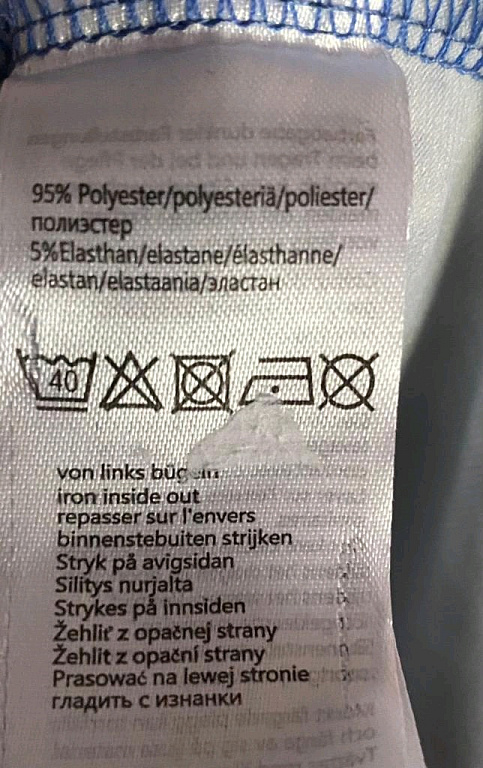 95% Polyester/polyesteriä/poliester/
полиэстер
5%Elasthan/elastane/élasthanne/
elastan/elastaania/эластан
40
von links
iron inside out
repasser sur l'envers
binnenstebuiten strijken
Stryk på avigsidan
Silitys nurjalta
Strykes på innsiden
Žehliť z opačnej strany
Žehlit z opační strany
Prasować na lewej stronie
гладить с изнанки